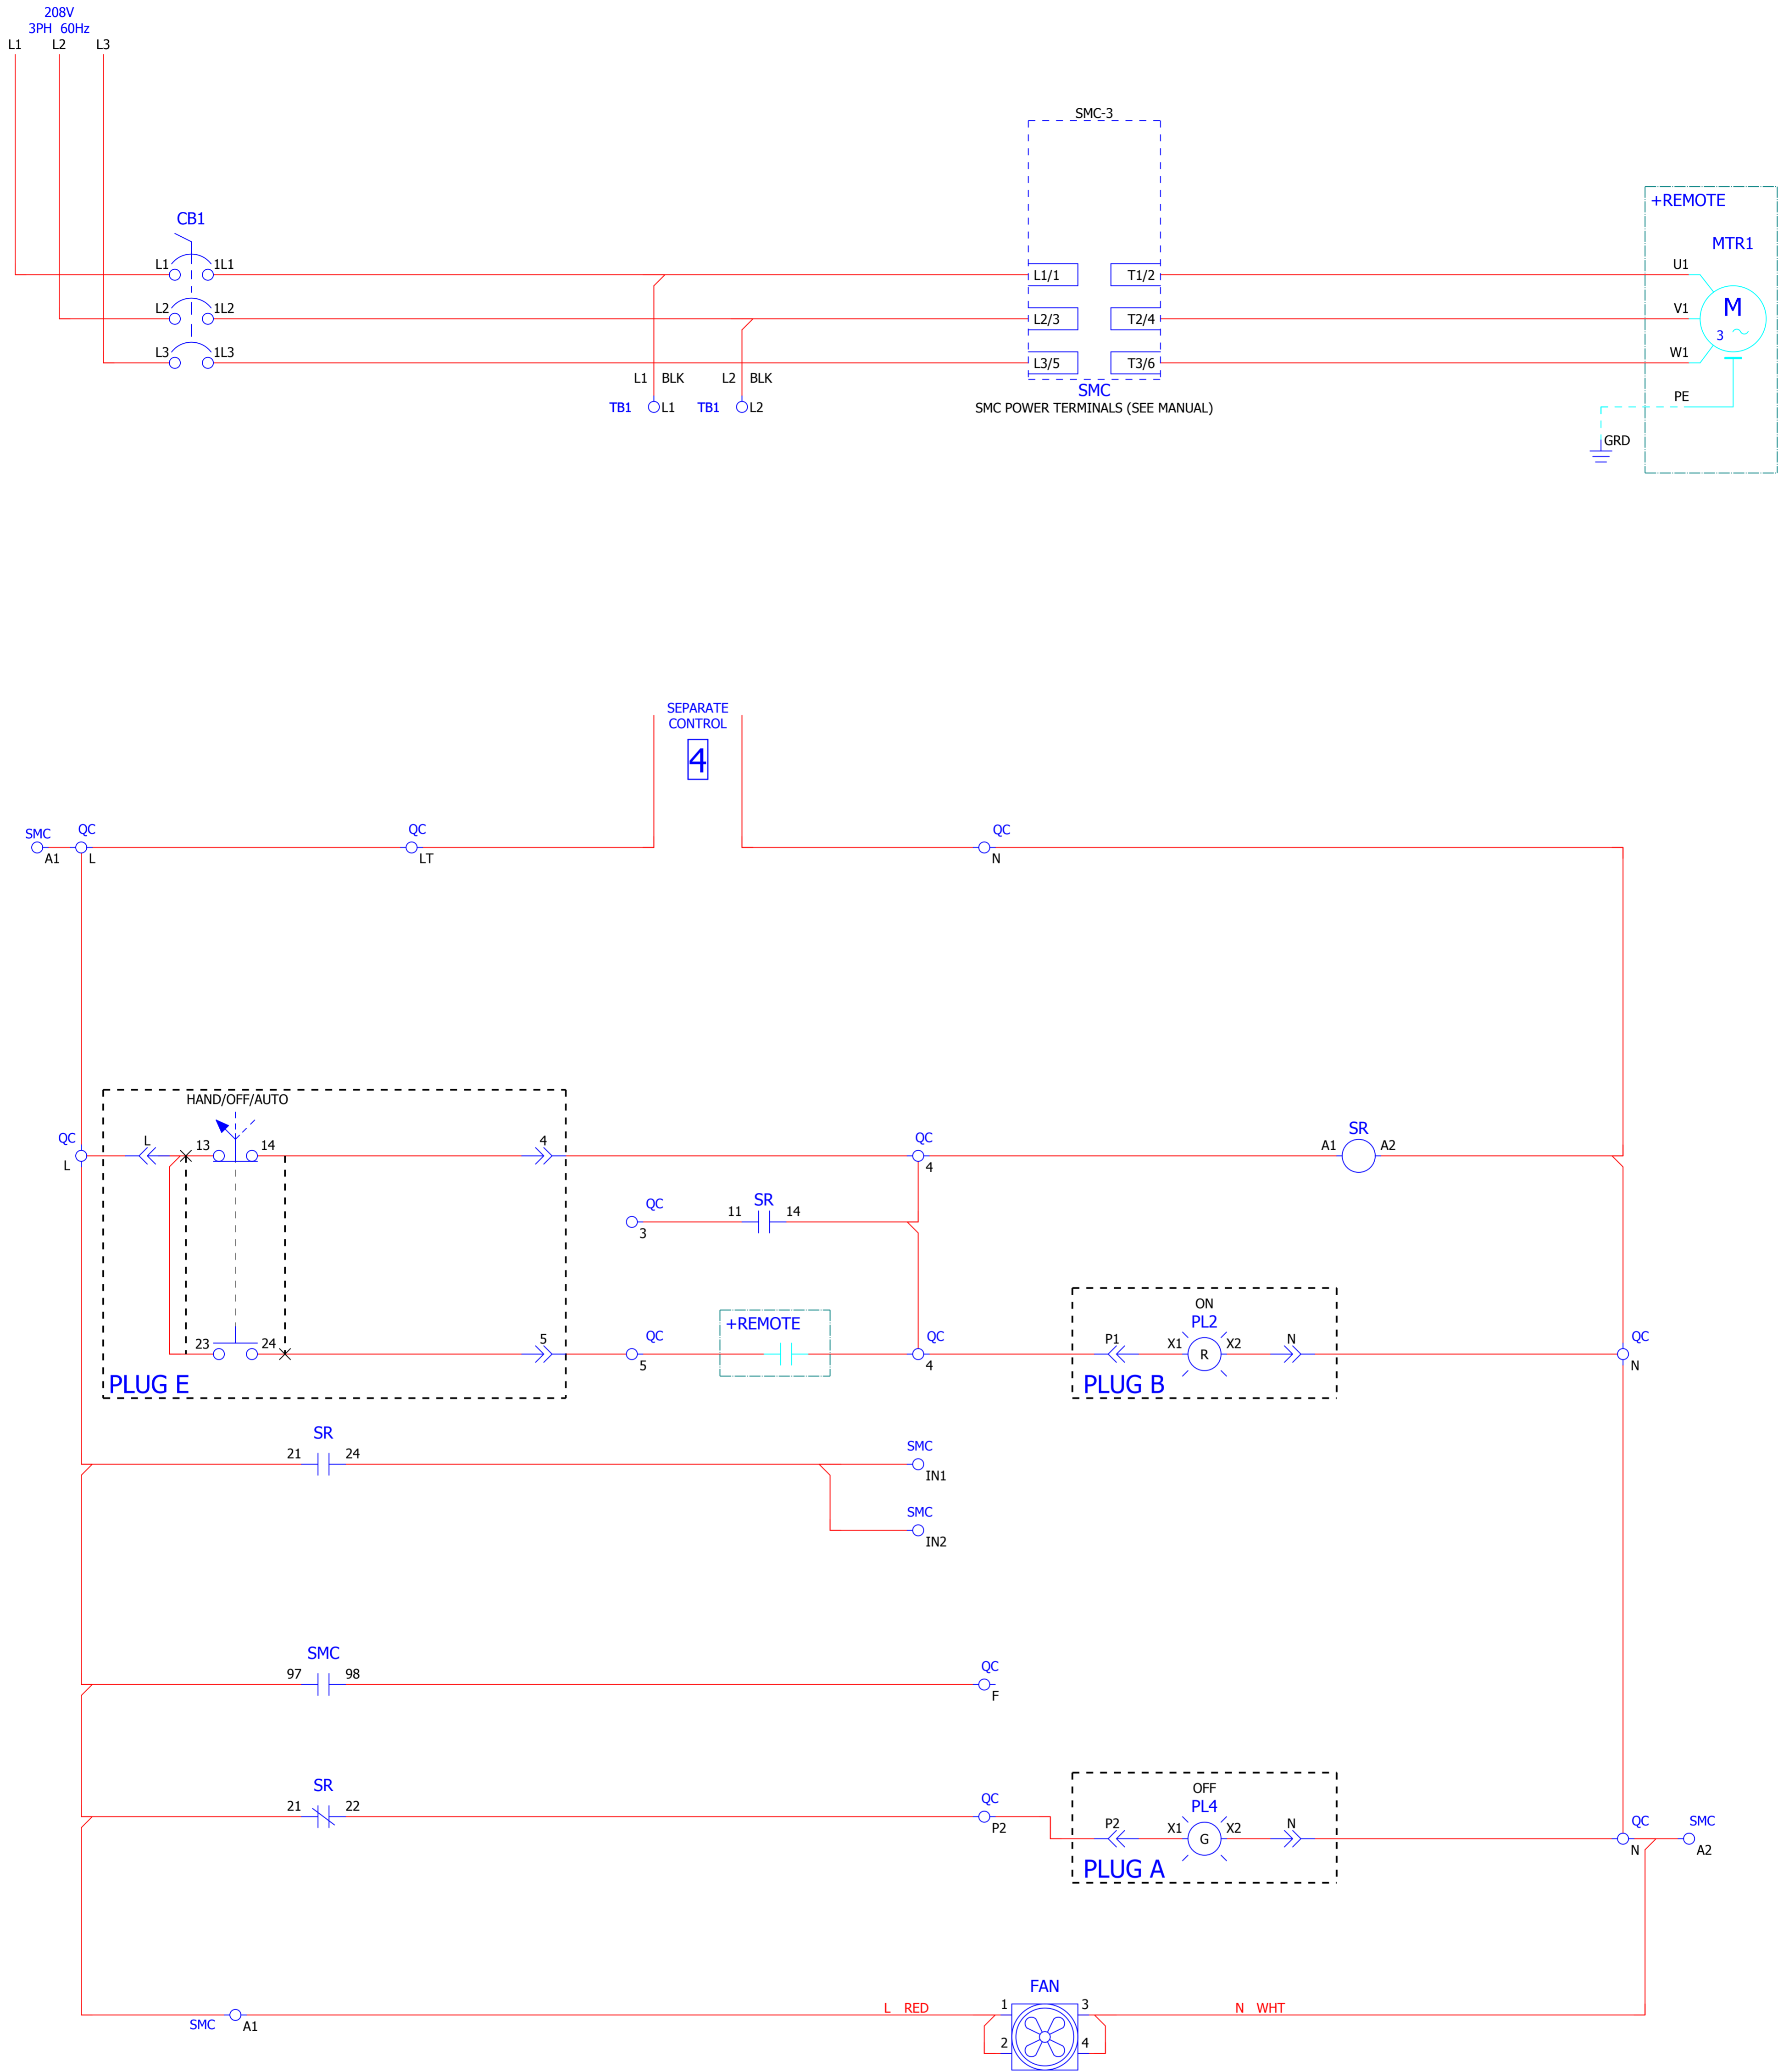 208V
3PH 60Hz
L1 L2 L3
SMC-3
+REMOTE
CB1
MTR1
L1 1L1
L1/1 T1/2
U1
L2 1L2
L2/3 T2/4
V1 M
3
L3 1L3
L3/5 T3/6
W1
L1 BLK L2 BLK
SMC
PE
TB1 L1 TB1 L2
SMC POWER TERMINALS (SEE MANUAL)
GRD
SEPARATE
CONTROL
4
SMC QC QC QC
A1 L LT N
HAND/OFF/AUTO
QC L 13 14 4 QC SR
A1 A2
L 4
QC SR
11 14
3
ON
+REMOTE
PL2
QC QC QC
23 24 5 P1 X1 R X2 N
5 4 N
PLUG E PLUG B
SR
21 24
SMC
IN1
SMC
IN2
SMC
97 98
QC
F
SR
21 22
QC
P2
OFF
PL4
P2 X1 G X2 N
QC SMC
N A2
PLUG A
FAN
L RED 1 3 N WHT
SMC A1
2 4